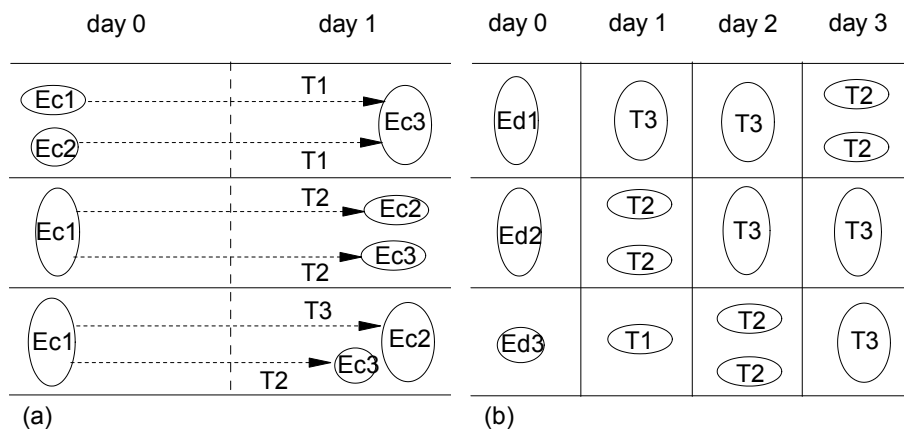 day 0 day 1 day 0 day 1 day 2 day 3
Ec1 T1 Ec3 Ed1 T3 T3 T2
Ec2 T1 T2
Ec1 T2 Ec2 Ed2 T2 T3 T3
T2 Ec3 T2
Ec1 T3 Ec2 Ed3 T1 T2 T3
T2 Ec3 T2
(a) (b)